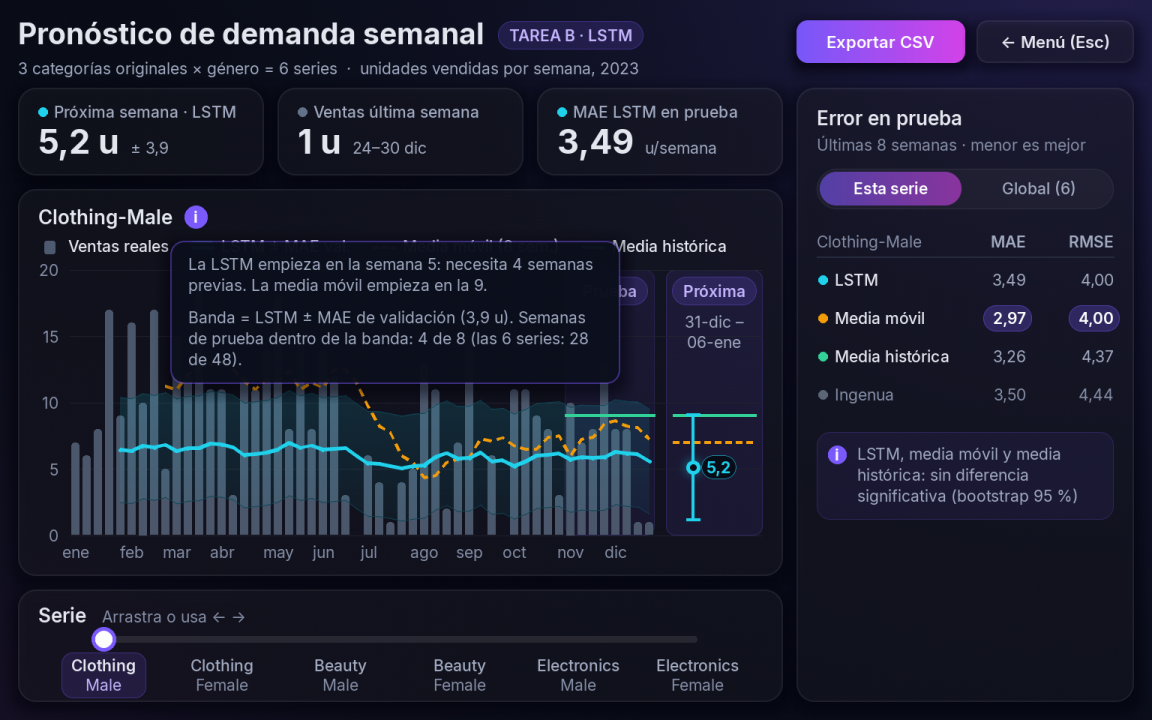 Pronóstico de demanda semanal
TAREA B · LSTM
Exportar CSV
← Menú (Esc)
3 categorías originales × género = 6 series · unidades vendidas por semana, 2023
Próxima semana · LSTM
5,2 u ± 3,9
Ventas última semana
1 u 24–30 dic
MAE LSTM en prueba
3,49 u/semana
Clothing-Male
i
Ventas reales
Media histórica
La LSTM empieza en la semana 5: necesita 4 semanas
previas. La media móvil empieza en la 9.
Banda = LSTM ± MAE de validación (3,9 u). Semanas
de prueba dentro de la banda: 4 de 8 (las 6 series: 28
de 48).
Próxima
31-dic –
06-ene
5,2
20
15
10
5
0
ene feb mar abr may jun jul ago sep oct nov dic
Serie Arrastra o usa ← →
Clothing
Male
Clothing
Female
Beauty
Male
Beauty
Female
Electronics
Male
Electronics
Female
Error en prueba
Últimas 8 semanas · menor es mejor
Esta serie
Global (6)
Clothing-Male MAE RMSE
LSTM 3,49 4,00
Media móvil 2,97 4,00
Media histórica 3,26 4,37
Ingenua 3,50 4,44
i
LSTM, media móvil y media
histórica: sin diferencia
significativa (bootstrap 95 %)